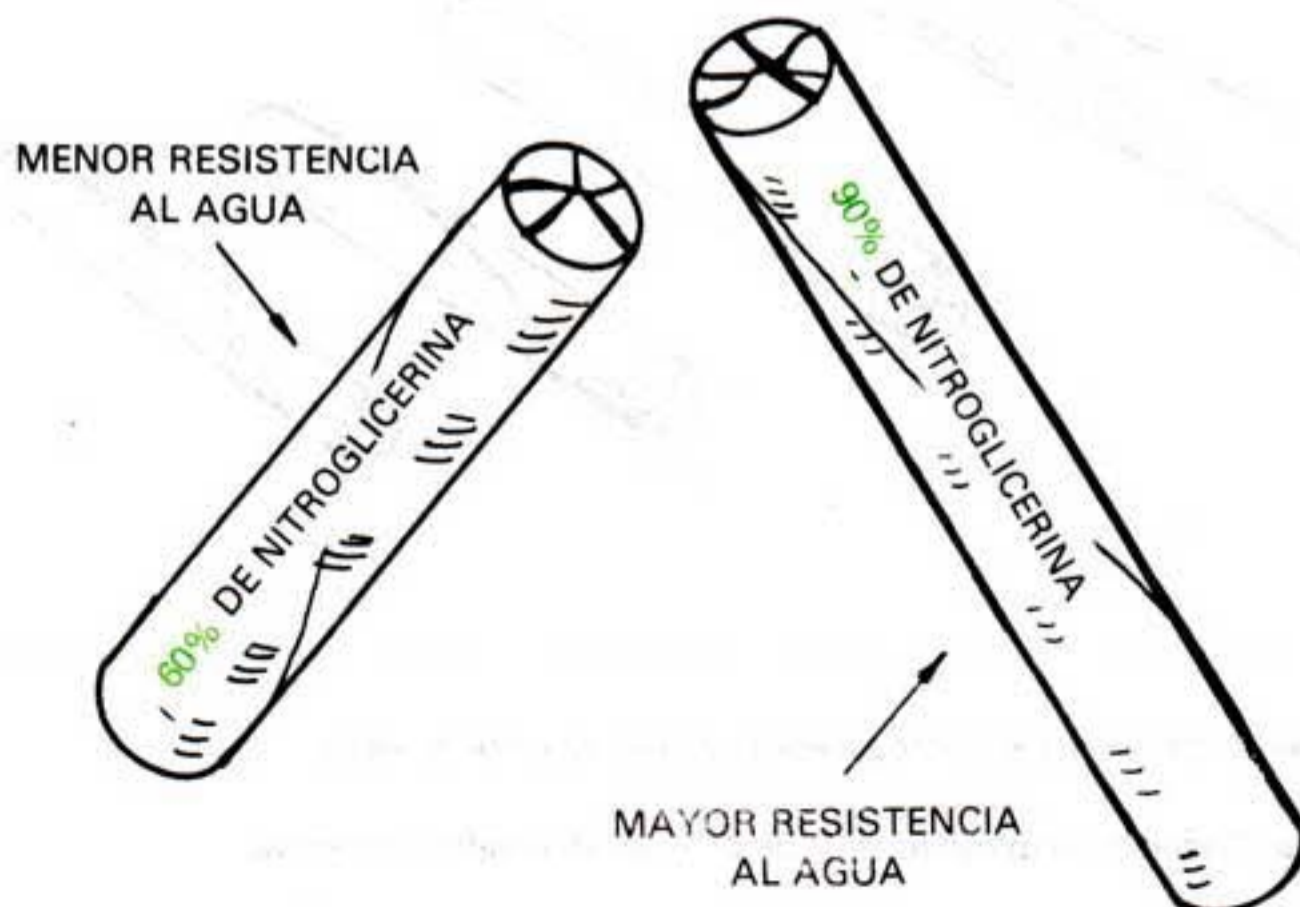 MENOR RESISTENCIA
AL AGUA
60% DE NITROGLICERINA
90% DE NITROGLICERINA
MAYOR RESISTENCIA
AL AGUA